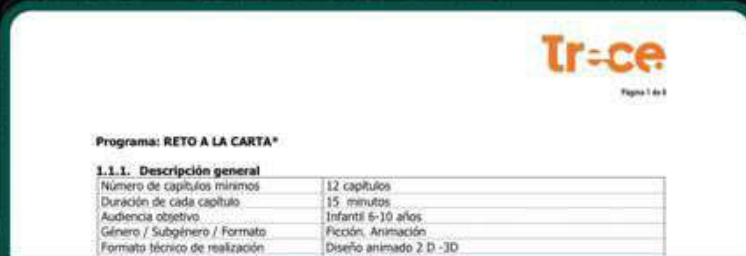 Trece
Página 1 de 8
Programa: RETO A LA CARTA*
1.1.1. Descripción general
Número de capítulos mínimos 12 capítulos
Duración de cada capítulo 15 minutos
Audiencia objetivo Infantil 6-10 años
Género / Subgénero / Formato Ficción. Animación
Formato técnico de realización Diseño animado 2 D -3D